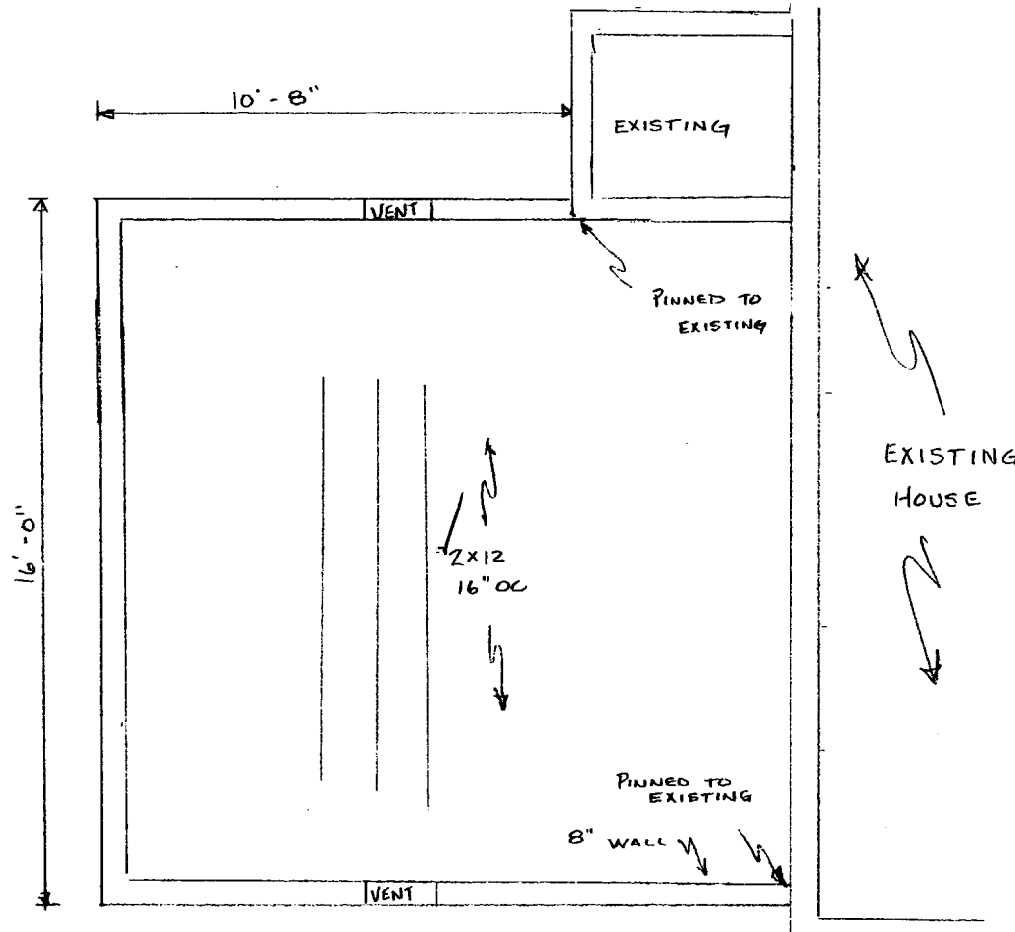 10'-8"
EXISTING
VENT
PINNED TO
EXISTING
EXISTING
HOUSE
16'-0"
2x12
16" OC
PINNED TO
EXISTING
8" WALL
VENT